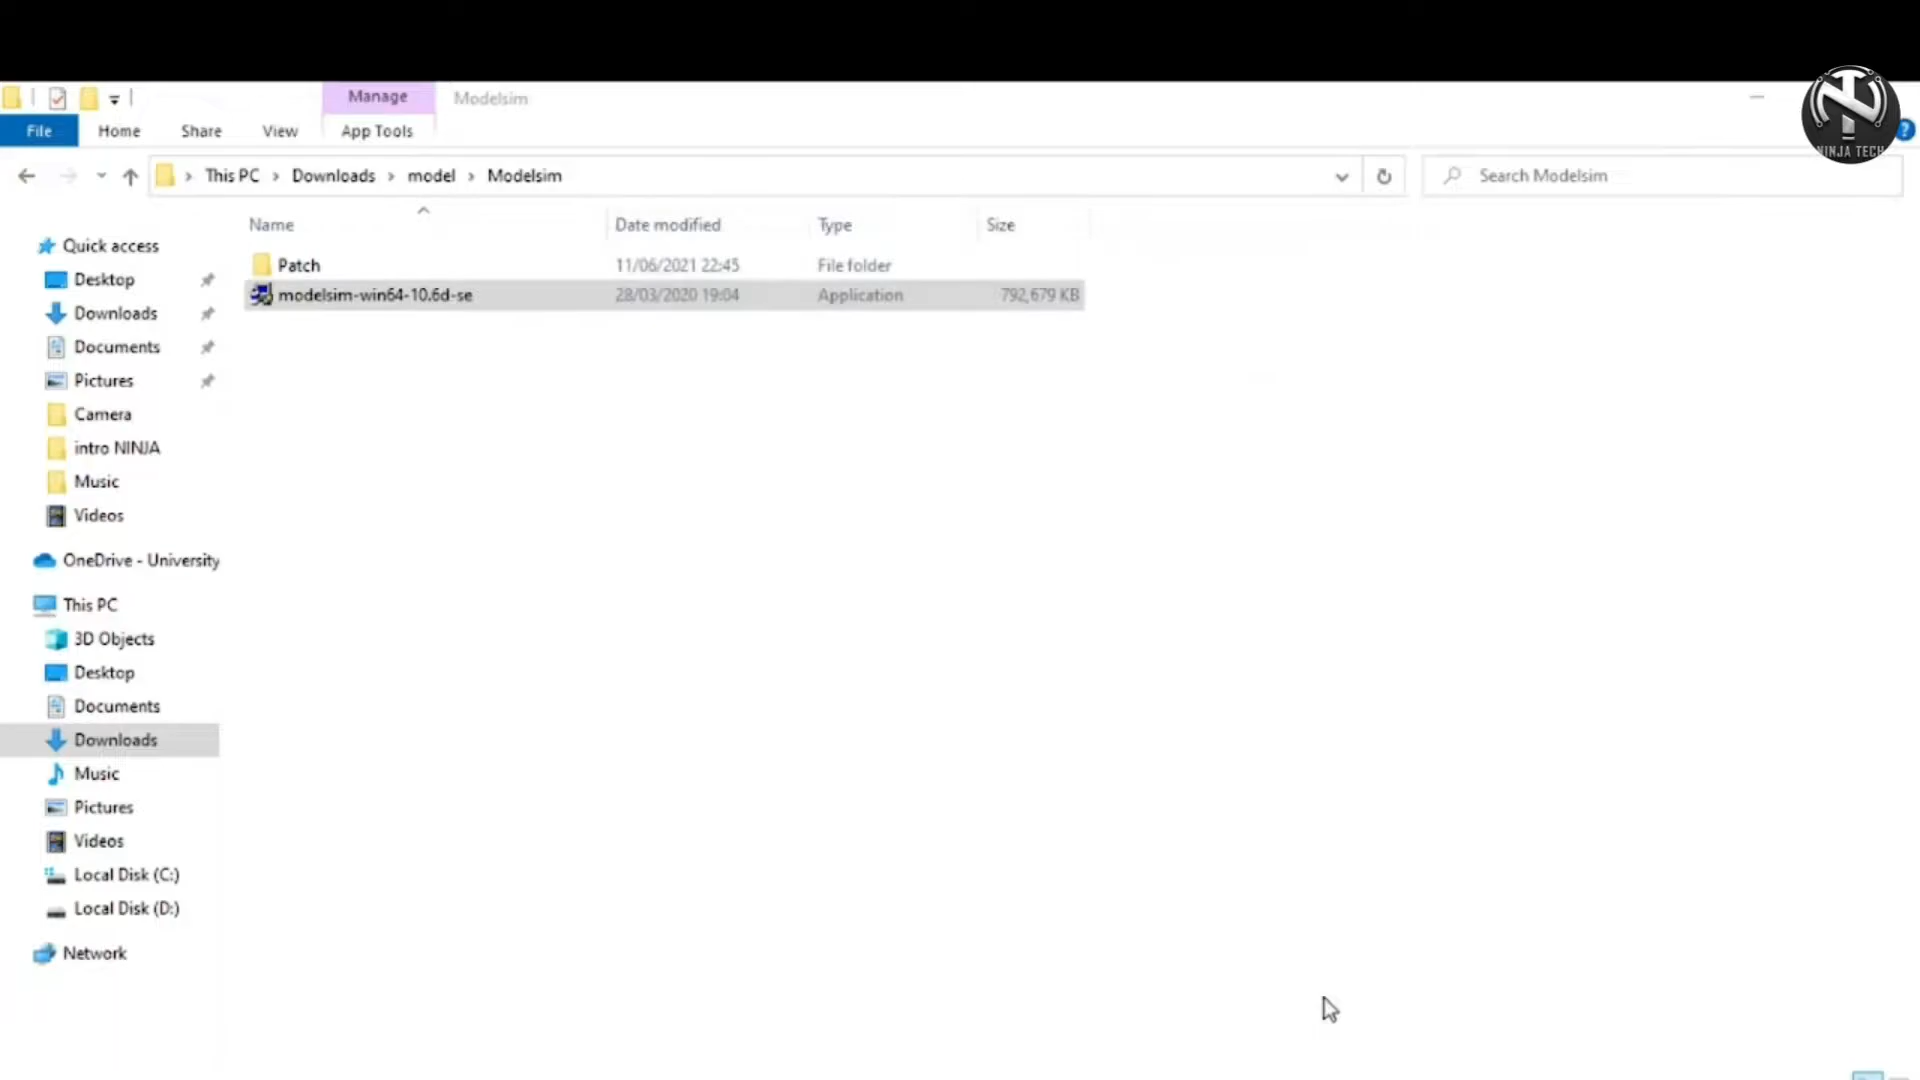 Manage
Modelsim
File
Home
Share
View
App Tools
This PC > Downloads > model > Modelsim
Search Modelsim
NINJA TECH
?
Name
Date modified
Type
Size
Patch
11/06/2021 22:45
File folder
modelsim-win64-10.6d-se
28/03/2020 19:04
Application
792,679 KB
Quick access
Desktop
Downloads
Documents
Pictures
Camera
intro NINJA
Music
Videos
OneDrive - University
This PC
3D Objects
Desktop
Documents
Downloads
Music
Pictures
Videos
Local Disk (C:)
Local Disk (D:)
Network